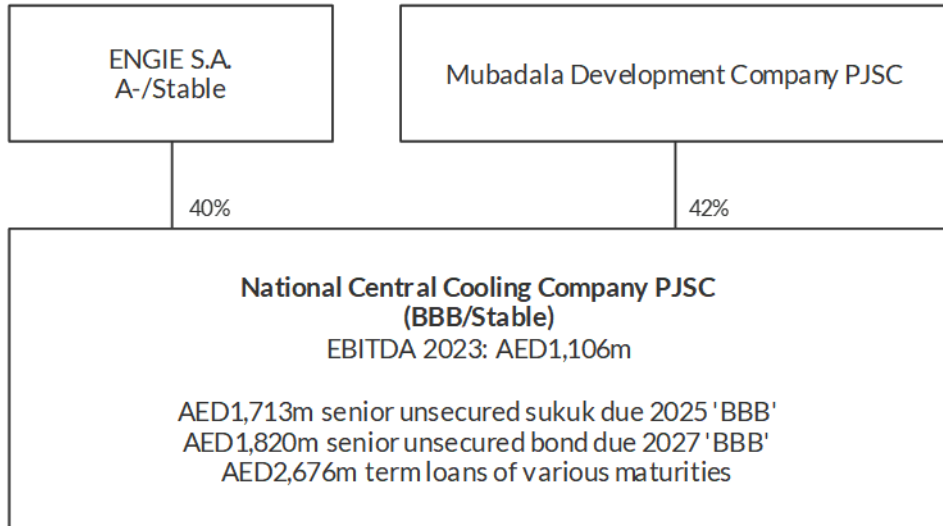 ENGIE S.A.
A-/Stable
Mubadala Development Company PJSC
40%
42%
National Central Cooling Company PJSC
(BBB/Stable)
EBITDA 2023: AED1,106m
AED1,713m senior unsecured sukuk due 2025 'BBB'
AED1,820m senior unsecured bond due 2027 'BBB'
AED2,676m term loans of various maturities